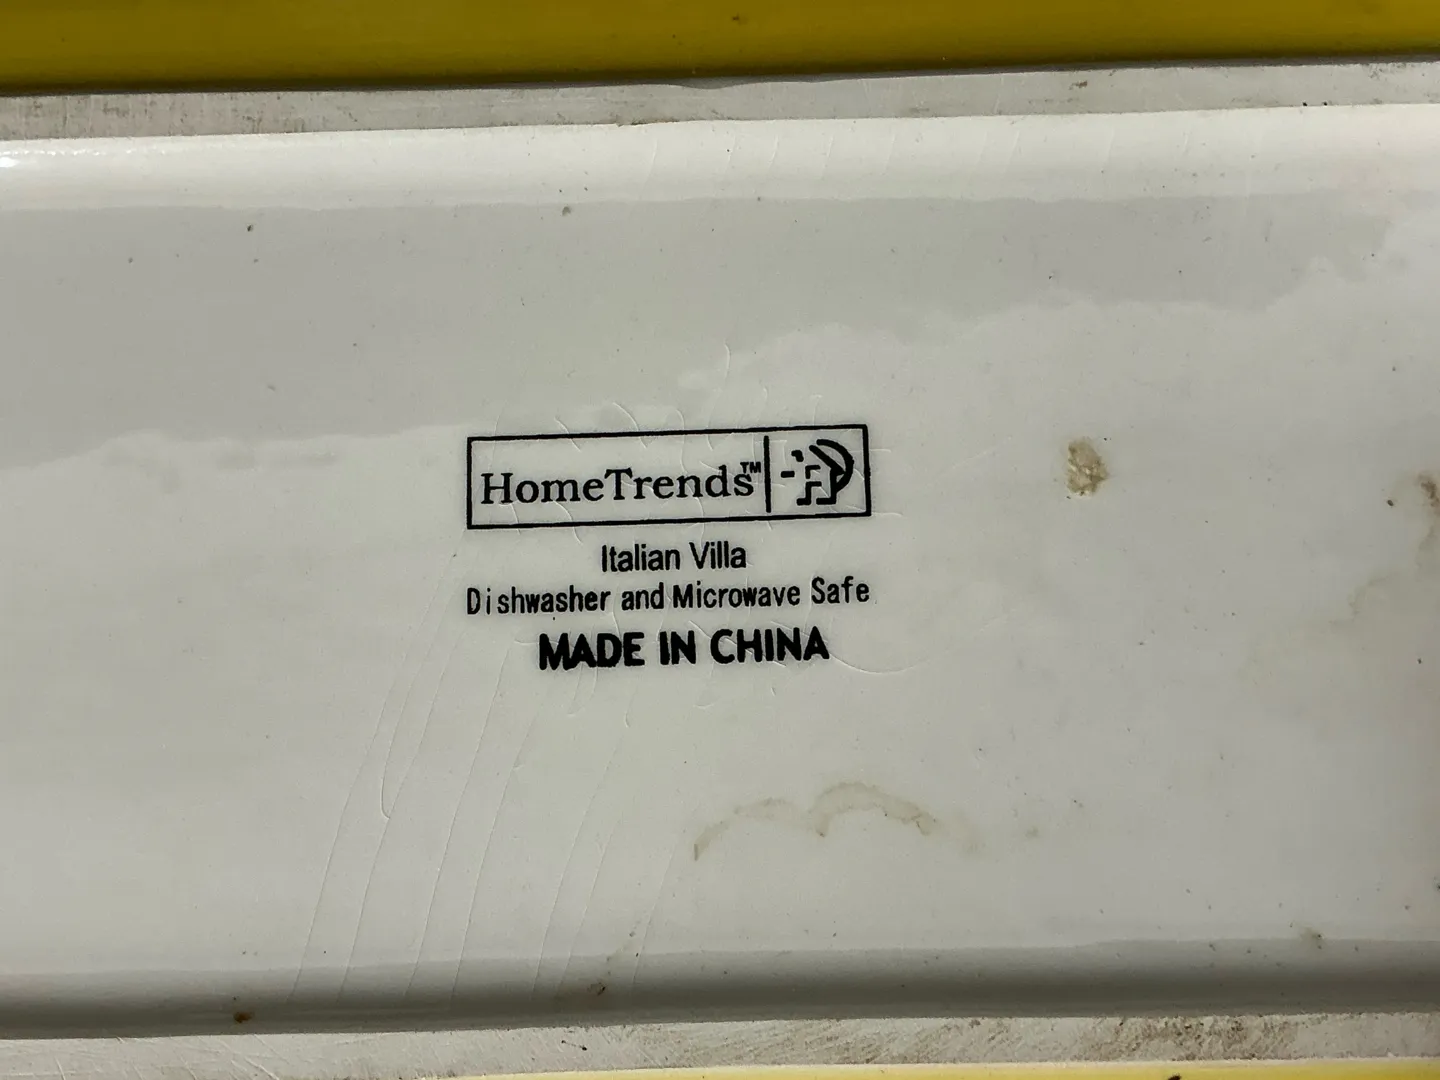 HomeTrends™
Italian Villa
Dishwasher and Microwave Safe
MADE IN CHINA